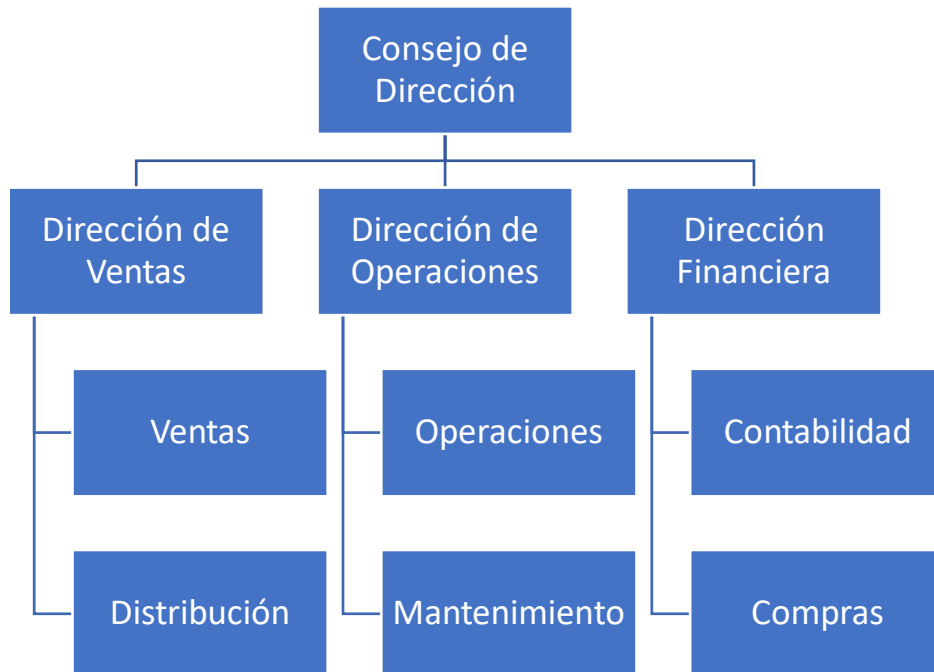 Consejo de
Dirección
Dirección de
Ventas
Dirección de
Operaciones
Dirección
Financiera
Ventas
Operaciones
Contabilidad
Distribución
Mantenimiento
Compras